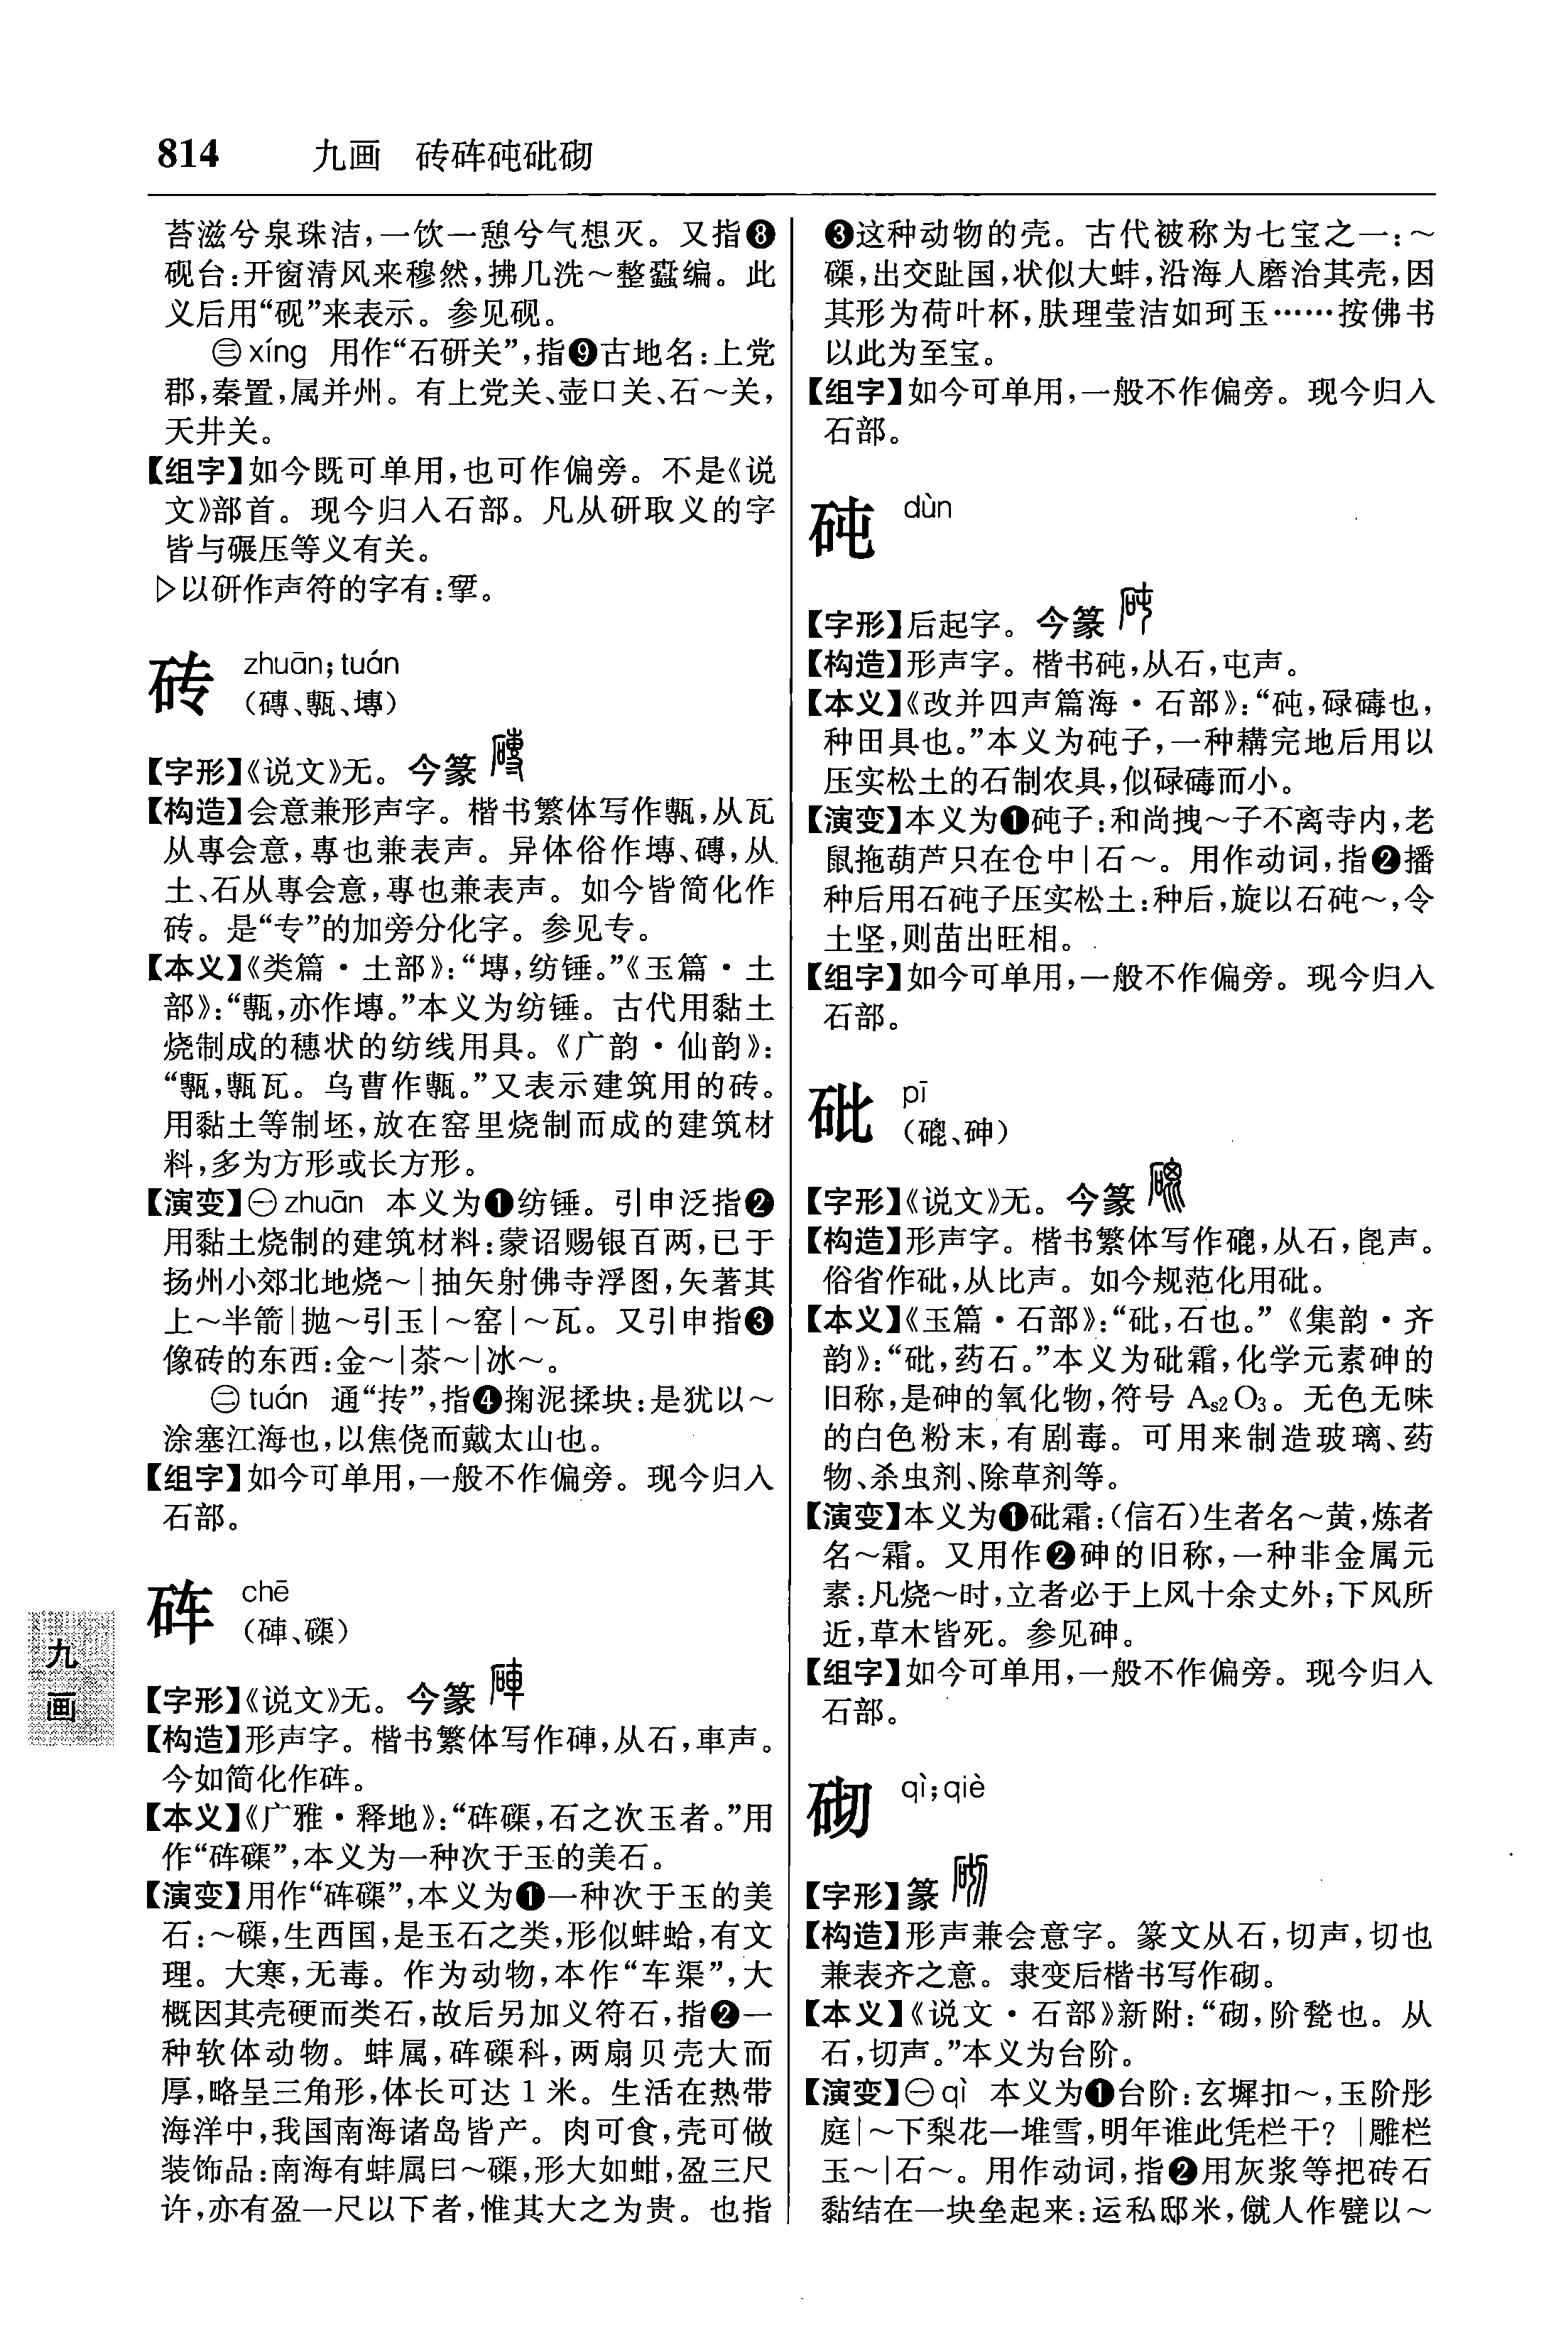 814 九画 砖砗砘砒砌
苔滋兮泉珠洁,一饮一憩兮气想灭。又指❽
砚台:开窗清风来穆然,拂几洗～整蠹编。此
义后用“砚”来表示。参见砚。
㊂xíng 用作“石研关”,指❾古地名:上党
郡,秦置,属并州。有上党关、壶口关、石～关,
天井关。
【组字】如今既可单用,也可作偏旁。不是《说
文》部首。现今归入石部。凡从研取义的字
皆与碾压等义有关。
▷以研作声符的字有:揅。
砖 zhuān;tuán
(磚、甎、塼)
【字形】《说文》无。今篆
【构造】会意兼形声字。楷书繁体写作甎,从瓦
从專会意,專也兼表声。异体俗作塼、磚,从
土、石从專会意,專也兼表声。如今皆简化作
砖。是“专”的加旁分化字。参见专。
【本义】《类篇·土部》:“塼,纺锤。”《玉篇·土
部》:“甎,亦作塼。”本义为纺锤。古代用黏土
烧制成的穗状的纺线用具。《广韵·仙韵》:
“甎,甎瓦。乌曹作甎。”又表示建筑用的砖。
用黏土等制坯,放在窑里烧制而成的建筑材
料,多为方形或长方形。
【演变】㊀zhuān 本义为❶纺锤。引申泛指❷
用黏土烧制的建筑材料:蒙诏赐银百两,已于
扬州小郊北地烧～|抽矢射佛寺浮图,矢著其
上～半箭|抛～引玉|～窑|～瓦。又引申指❸
像砖的东西:金～|茶～|冰～。
㊁tuán 通“抟”,指❹掬泥揉块:是犹以～
涂塞江海也,以焦侥而戴太山也。
【组字】如今可单用,一般不作偏旁。现今归入
石部。
砗 chē
(硨、磲)
【字形】《说文》无。今篆
【构造】形声字。楷书繁体写作硨,从石,車声。
今如简化作砗。
【本义】《广雅·释地》:“砗磲,石之次玉者。”用
作“砗磲”,本义为一种次于玉的美石。
【演变】用作“砗磲”,本义为❶一种次于玉的美
石:～磲,生西国,是玉石之类,形似蚌蛤,有文
理。大寒,无毒。作为动物,本作“车渠”,大
概因其壳硬而类石,故后另加义符石,指❷一
种软体动物。蚌属,砗磲科,两扇贝壳大而
厚,略呈三角形,体长可达1米。生活在热带
海洋中,我国南海诸岛皆产。肉可食,壳可做
装饰品:南海有蚌属曰～磲,形大如蚶,盈三尺
许,亦有盈一尺以下者,惟其大之为贵。也指
❸这种动物的壳。古代被称为七宝之一:～
磲,出交趾国,状似大蚌,沿海人磨治其壳,因
其形为荷叶杯,肤理莹洁如珂玉……按佛书
以此为至宝。
【组字】如今可单用,一般不作偏旁。现今归入
石部。
砘 dùn
【字形】后起字。今篆
【构造】形声字。楷书砘,从石,屯声。
【本义】《改并四声篇海·石部》:“砘,碌碡也,
种田具也。”本义为砘子,一种耩完地后用以
压实松土的石制农具,似碌碡而小。
【演变】本义为❶砘子:和尚拽～子不离寺内,老
鼠拖葫芦只在仓中|石～。用作动词,指❷播
种后用石砘子压实松土:种后,旋以石砘～,令
土坚,则苗出旺相。
【组字】如今可单用,一般不作偏旁。现今归入
石部。
砒 pī
(磇、砷)
【字形】《说文》无。今篆
【构造】形声字。楷书繁体写作磇,从石,毘声。
俗省作砒,从比声。如今规范化用砒。
【本义】《玉篇·石部》:“砒,石也。”《集韵·齐
韵》:“砒,药石。”本义为砒霜,化学元素砷的
旧称,是砷的氧化物,符号 As2O3。无色无味
的白色粉末,有剧毒。可用来制造玻璃、药
物、杀虫剂、除草剂等。
【演变】本义为❶砒霜:(信石)生者名～黄,炼者
名～霜。又用作❷砷的旧称,一种非金属元
素:凡烧～时,立者必于上风十余丈外;下风所
近,草木皆死。参见砷。
【组字】如今可单用,一般不作偏旁。现今归入
石部。
砌 qì;qiè
【字形】篆
【构造】形声兼会意字。篆文从石,切声,切也
兼表齐之意。隶变后楷书写作砌。
【本义】《说文·石部》新附:“砌,阶甃也。从
石,切声。”本义为台阶。
【演变】㊀qì 本义为❶台阶:玄墀扣～,玉阶彤
庭|～下梨花一堆雪,明年谁此凭栏干? |雕栏
玉～|石～。用作动词,指❷用灰浆等把砖石
黏结在一块垒起来:运私邸米,僦人作甓以～
九
画